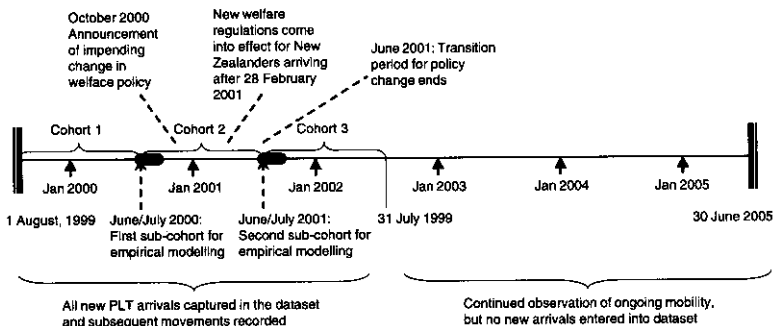 October 2000
Announcement
of impending
change in
welface policy
New welfare
regulations come
into effect for New
Zealanders arriving
after 28 February
2001
June 2001: Transition
period for policy
change ends
Cohort 1
Cohort 2
Cohort 3
Jan 2000
Jan 2001
Jan 2002
Jan 2003
Jan 2004
Jan 2005
1 August, 1999
June/July 2000:
First sub-cohort for
empirical modelling
June/July 2001:
Second sub-cohort for
empirical modelling
31 July 1999
30 June 2005
All new PLT arrivals captured in the dataset
and subsequent movements recorded
Continued observation of ongoing mobility,
but no new arrivals entered into dataset